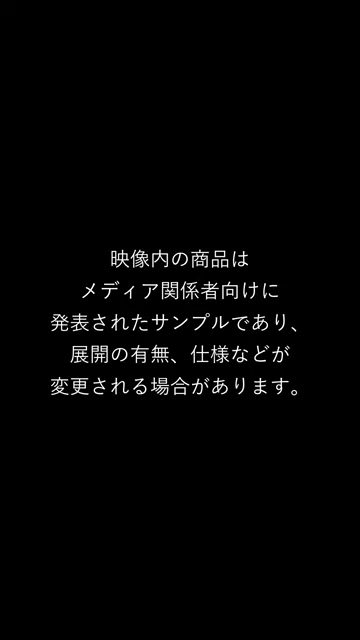 映像内の商品は
メディア関係者向けに
発表されたサンプルであり、
展開の有無、仕様などが
変更される場合があります。